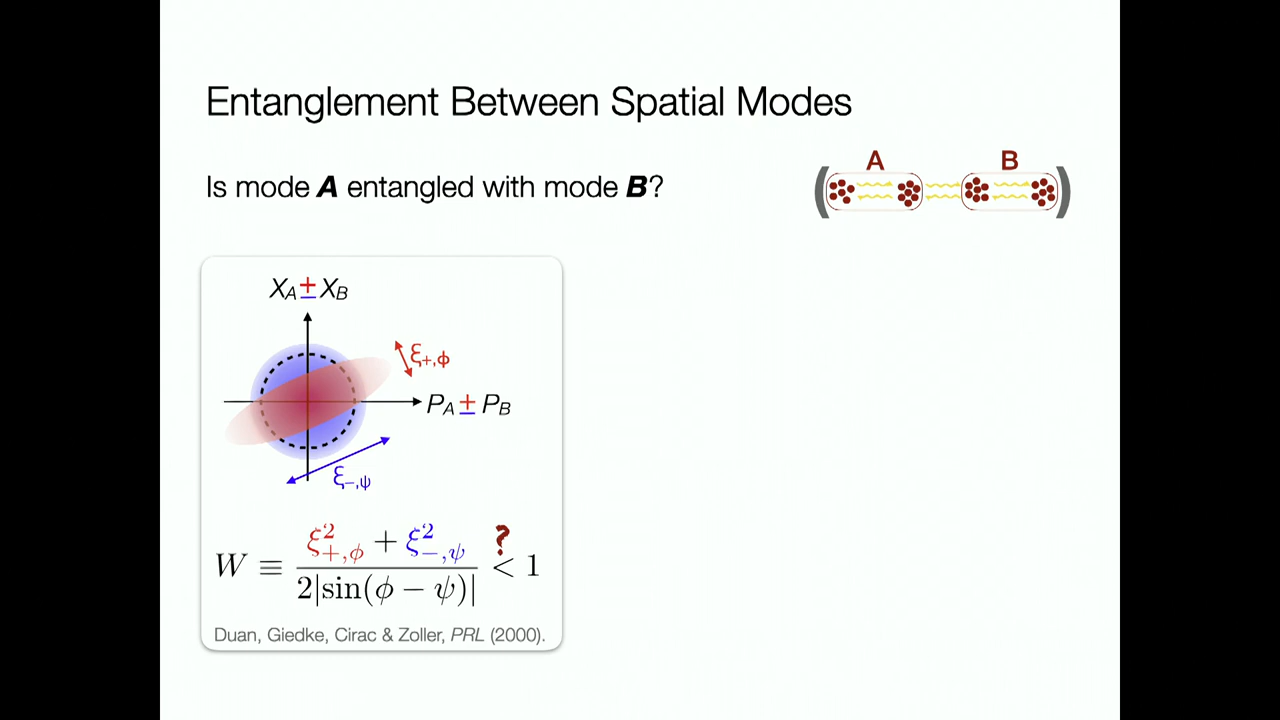 Entanglement Between Spatial Modes
Is mode A entangled with mode B?
A B
X_A ± X_B
ξ_{+,ϕ}
P_A ± P_B
ξ_{−,ψ}
W ≡ (ξ²_{+,ϕ} + ξ²_{−,ψ}) / (2|sin(ϕ − ψ)|) <^? 1
Duan, Giedke, Cirac & Zoller, PRL (2000).